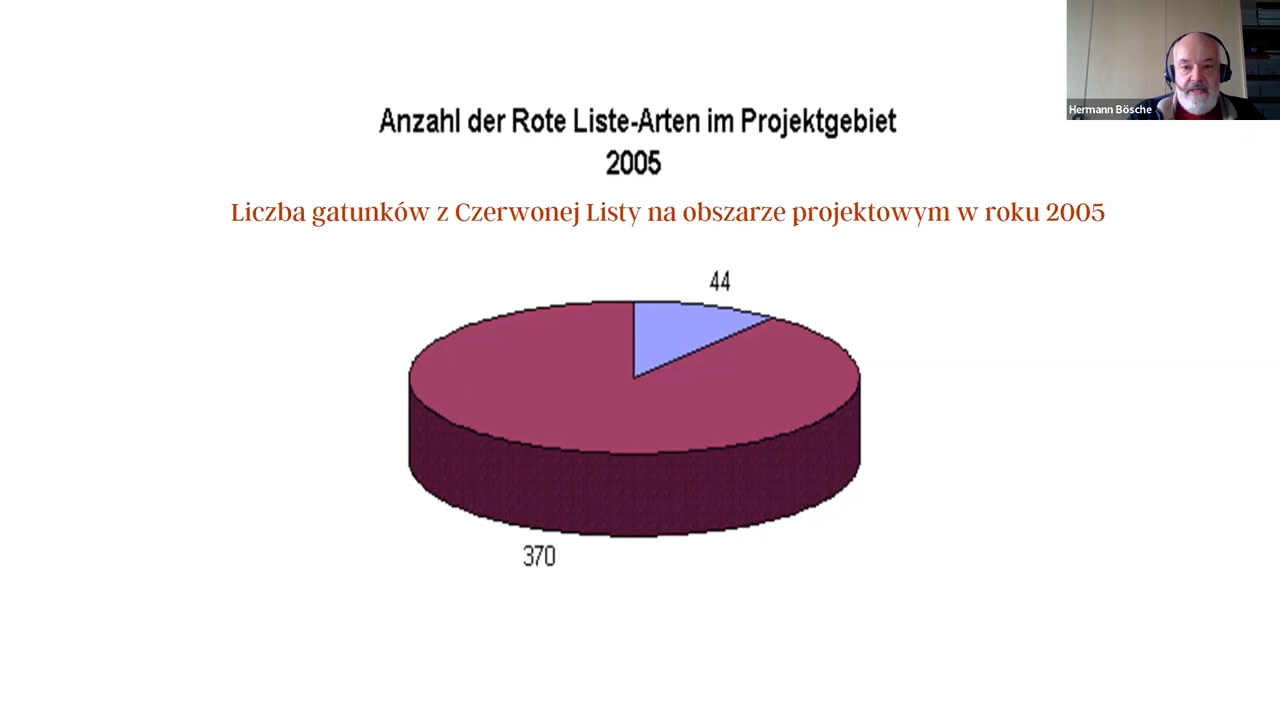 Hermann Bösche
Anzahl der Rote Liste-Arten im Projektgebiet
2005
Liczba gatunków z Czerwonej Listy na obszarze projektowym w roku 2005
44
370